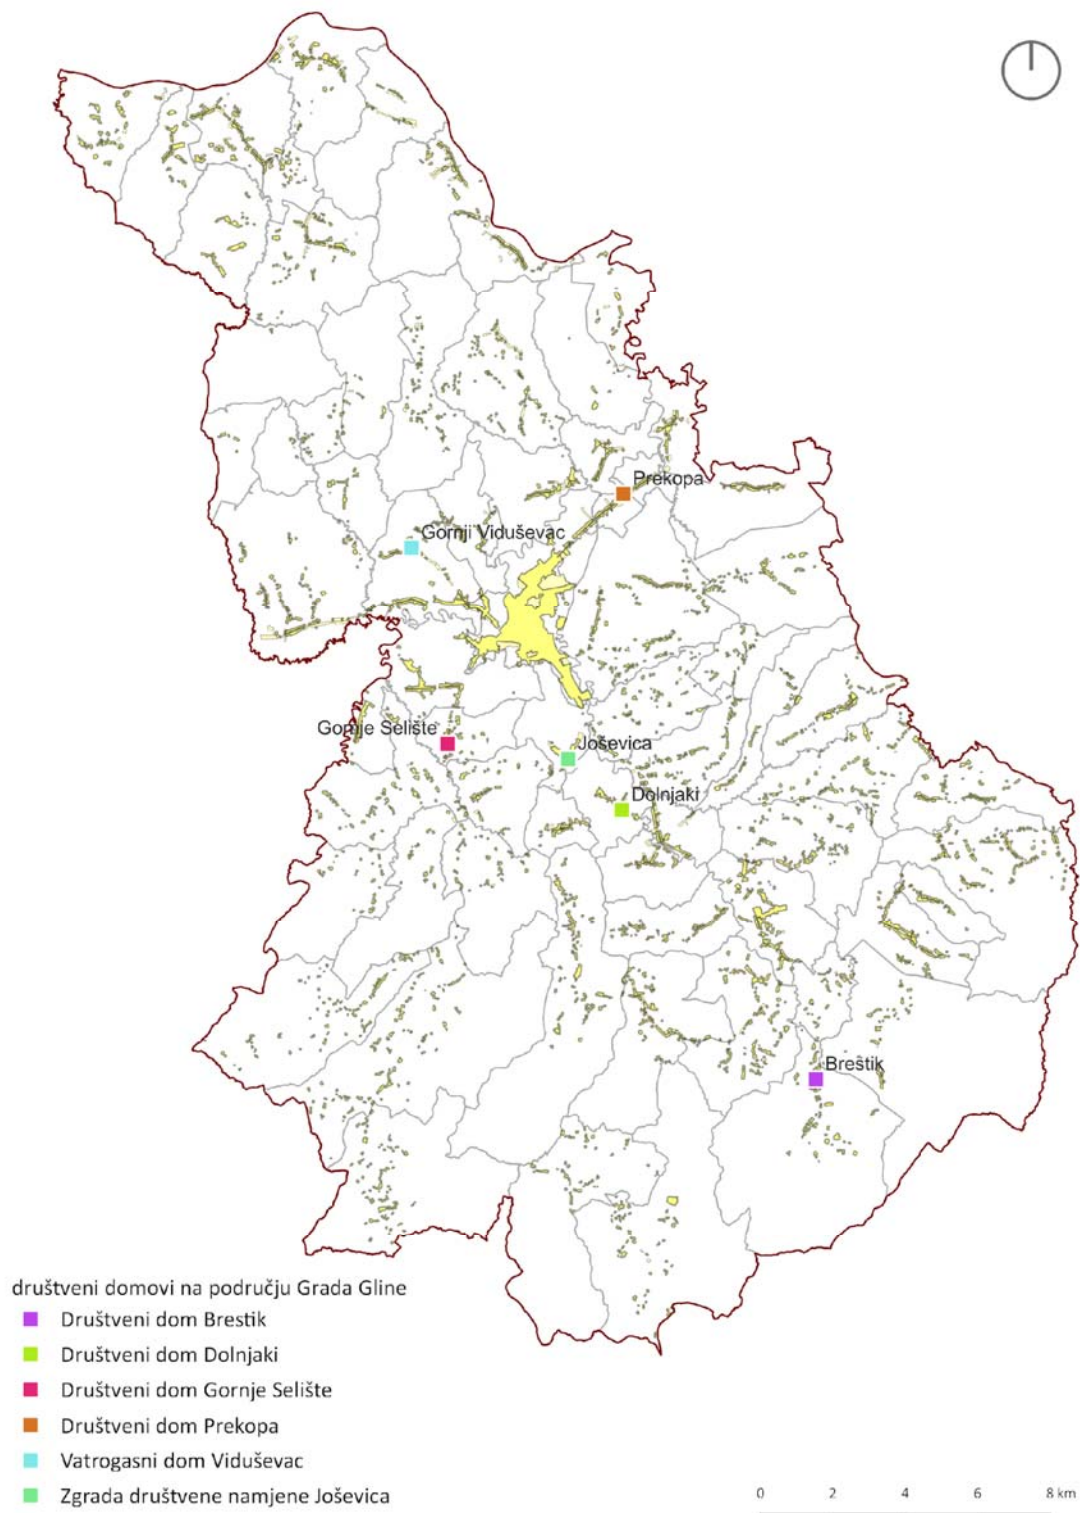 Prekopa
Gornji Viduševac
Gornje Selište
Joševica
Dolnjaki
Brestik
društveni domovi na području Grada Gline
Društveni dom Brestik
Društveni dom Dolnjaki
Društveni dom Gornje Selište
Društveni dom Prekopa
Vatrogasni dom Viduševac
Zgrada društvene namjene Joševica
0 2 4 6 8 km